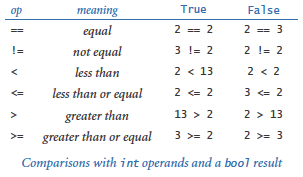 op meaning True False
== equal 2 == 2 2 == 3
!= not equal 3 != 2 2 != 2
< less than 2 < 13 2 < 2
<= less than or equal 2 <= 2 3 <= 2
> greater than 13 > 2 2 > 13
>= greater than or equal 3 >= 2 2 >= 3
Comparisons with int operands and a bool result